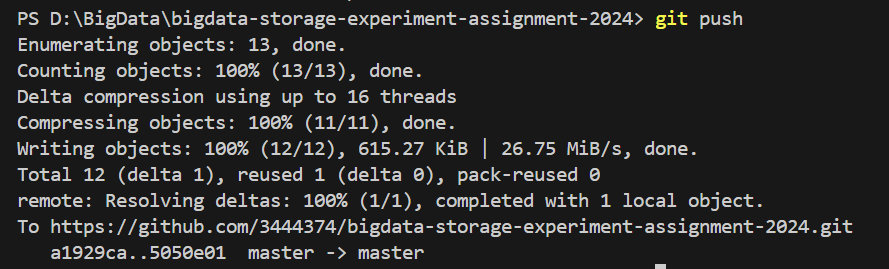 PS D:\BigData\bigdata-storage-experiment-assignment-2024> git push
Enumerating objects: 13, done.
Counting objects: 100% (13/13), done.
Delta compression using up to 16 threads
Compressing objects: 100% (11/11), done.
Writing objects: 100% (12/12), 615.27 KiB | 26.75 MiB/s, done.
Total 12 (delta 1), reused 1 (delta 0), pack-reused 0
remote: Resolving deltas: 100% (1/1), completed with 1 local object.
To https://github.com/3444374/bigdata-storage-experiment-assignment-2024.git
   a1929ca..5050e01  master -> master